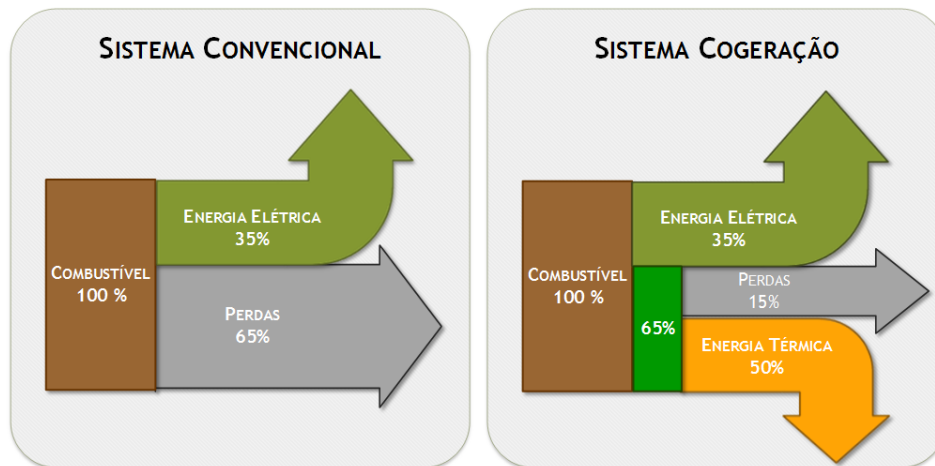 SISTEMA CONVENCIONAL
ENERGIA ELÉTRICA
35%
COMBUSTÍVEL
100 %
PERDAS
65%
SISTEMA COGERAÇÃO
ENERGIA ELÉTRICA
35%
COMBUSTÍVEL
100 %
65%
PERDAS
15%
ENERGIA TÉRMICA
50%